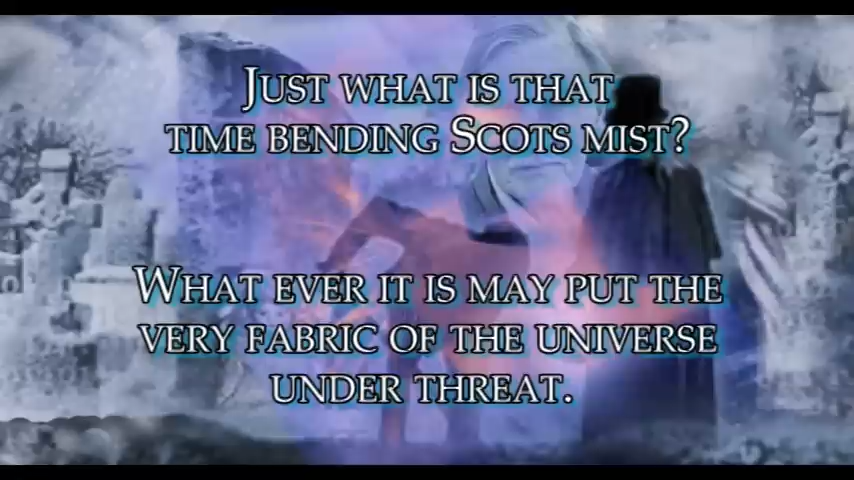 Just what is that
time bending Scots mist?
What ever it is may put the
very fabric of the universe
under threat.